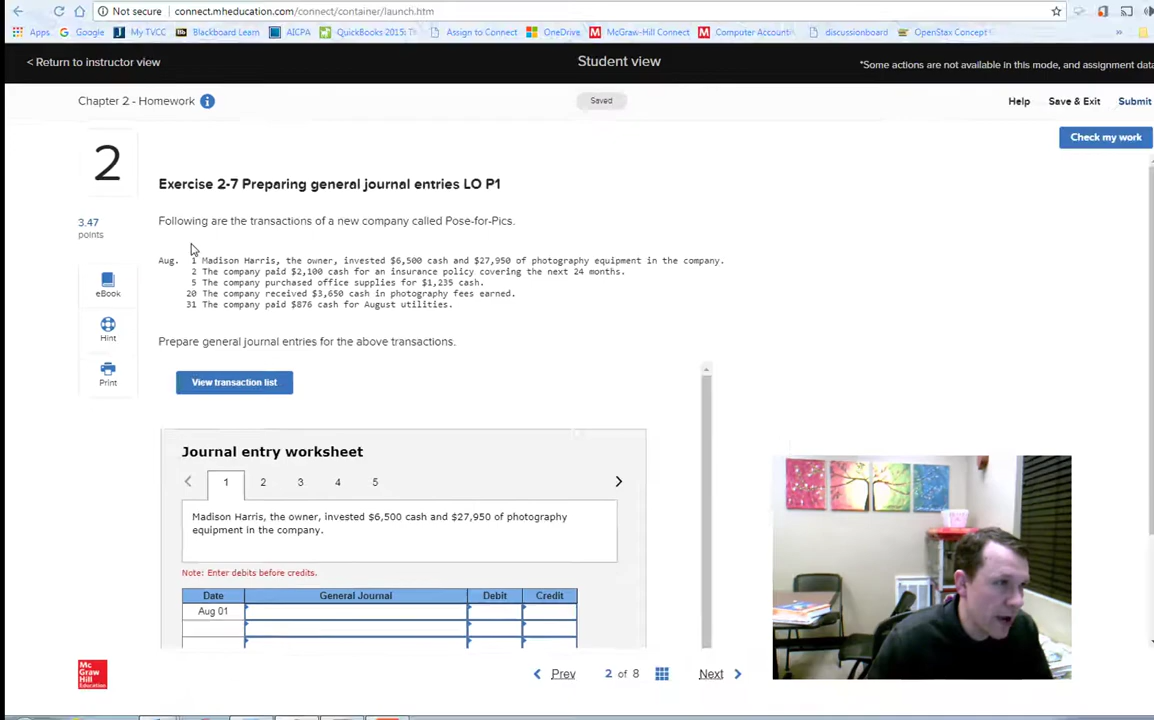 Not secure connect.mheducation.com/connect/container/launch.htm
Apps Google My TVCC Blackboard Learn AICPA QuickBooks 2015: Assign to Connect OneDrive McGraw-Hill Connect Computer Account discussionboard OpenStax Concept
< Return to instructor view
Student view
*Some actions are not available in this mode, and assignment data
Chapter 2 - Homework i
Saved
Help Save & Exit Submit
Check my work
2
3.47
points
eBook
Hint
Print
Exercise 2-7 Preparing general journal entries LO P1
Following are the transactions of a new company called Pose-for-Pics.
Aug. 1 Madison Harris, the owner, invested $6,500 cash and $27,950 of photography equipment in the company.
2 The company paid $2,100 cash for an insurance policy covering the next 24 months.
5 The company purchased office supplies for $1,235 cash.
20 The company received $3,650 cash in photography fees earned.
31 The company paid $876 cash for August utilities.
Prepare general journal entries for the above transactions.
View transaction list
Journal entry worksheet
< 1 2 3 4 5 >
Madison Harris, the owner, invested $6,500 cash and $27,950 of photography
equipment in the company.
Note: Enter debits before credits.
Date General Journal Debit Credit
Aug 01
Mc
Graw
Hill
Education
Prev 2 of 8 Next